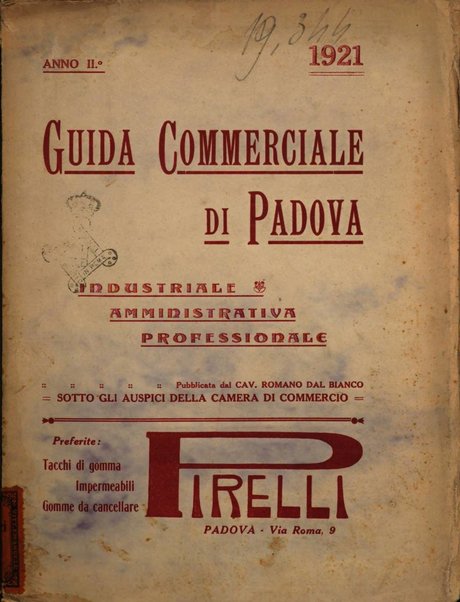 19,344
ANNO II.º
1921
GUIDA COMMERCIALE
DI PADOVA
INDUSTRIALE
AMMINISTRATIVA
PROFESSIONALE
:: :: :: :: :: Pubblicata dal CAV. ROMANO DAL BIANCO
= SOTTO GLI AUSPICI DELLA CAMERA DI COMMERCIO =
Preferite:
Tacchi di gomma
Impermeabili
Gomme da cancellare
PIRELLI
PADOVA - Via Roma, 9